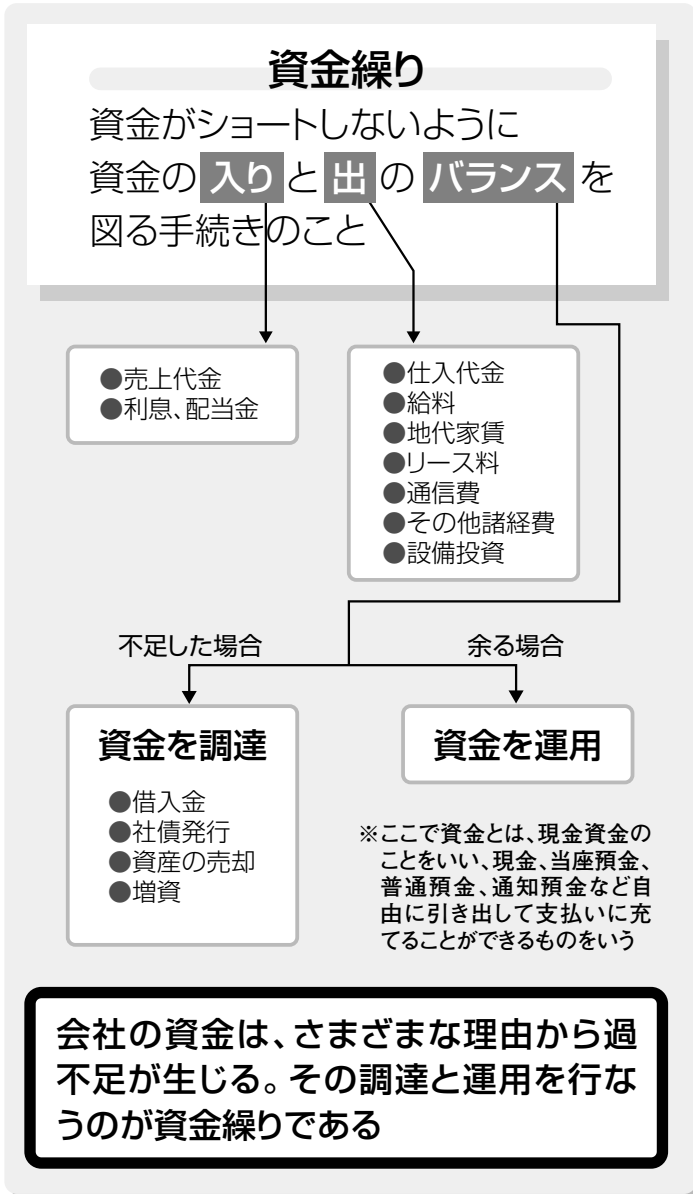 資金繰り
資金がショートしないように
資金の 入り と 出 の バランス を
図る手続きのこと
●売上代金
●利息、配当金
●仕入代金
●給料
●地代家賃
●リース料
●通信費
●その他諸経費
●設備投資
不足した場合
余る場合
資金を調達
●借入金
●社債発行
●資産の売却
●増資
資金を運用
※ここで資金とは、現金資金の
ことをいい、現金、当座預金、
普通預金、通知預金など自
由に引き出して支払いに充
てることができるものをいう
会社の資金は、さまざまな理由から過
不足が生じる。その調達と運用を行な
うのが資金繰りである